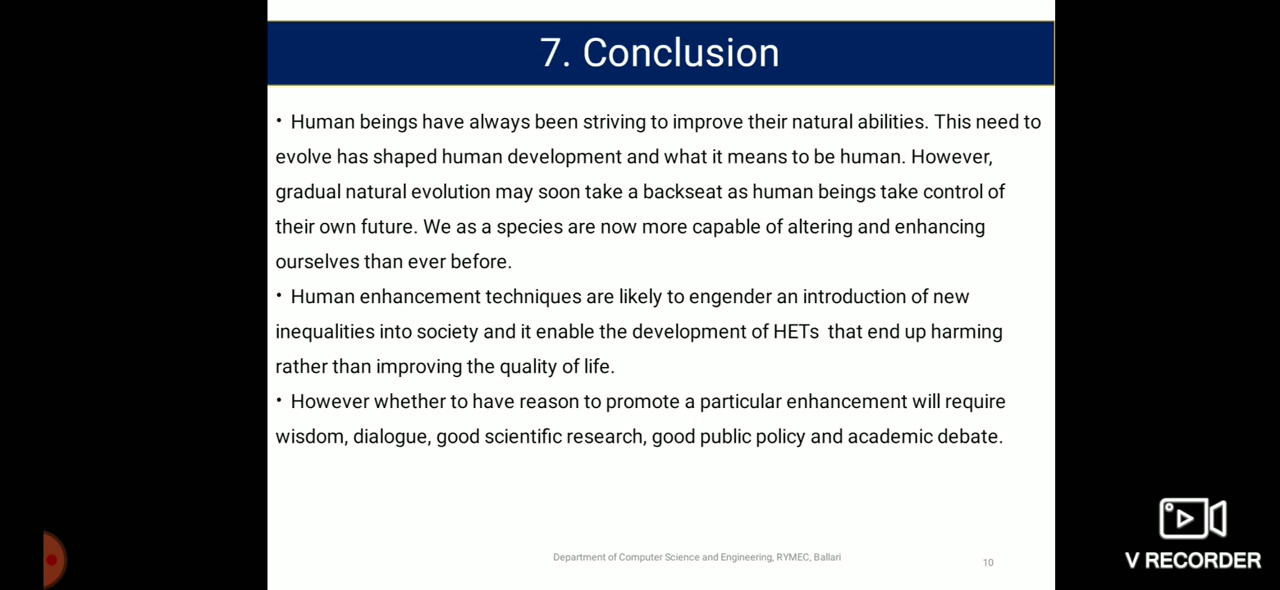 7. Conclusion
• Human beings have always been striving to improve their natural abilities. This need to
evolve has shaped human development and what it means to be human. However,
gradual natural evolution may soon take a backseat as human beings take control of
their own future. We as a species are now more capable of altering and enhancing
ourselves than ever before.
• Human enhancement techniques are likely to engender an introduction of new
inequalities into society and it enable the development of HETs  that end up harming
rather than improving the quality of life.
• However whether to have reason to promote a particular enhancement will require
wisdom, dialogue, good scientific research, good public policy and academic debate.
Department of Computer Science and Engineering, RYMEC, Ballari
10
V RECORDER